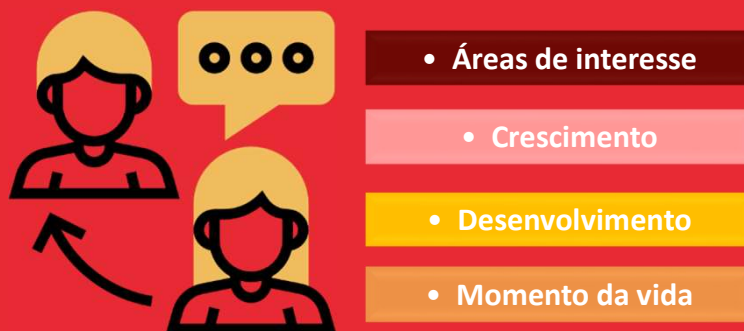 • Áreas de interesse
• Crescimento
• Desenvolvimento
• Momento da vida